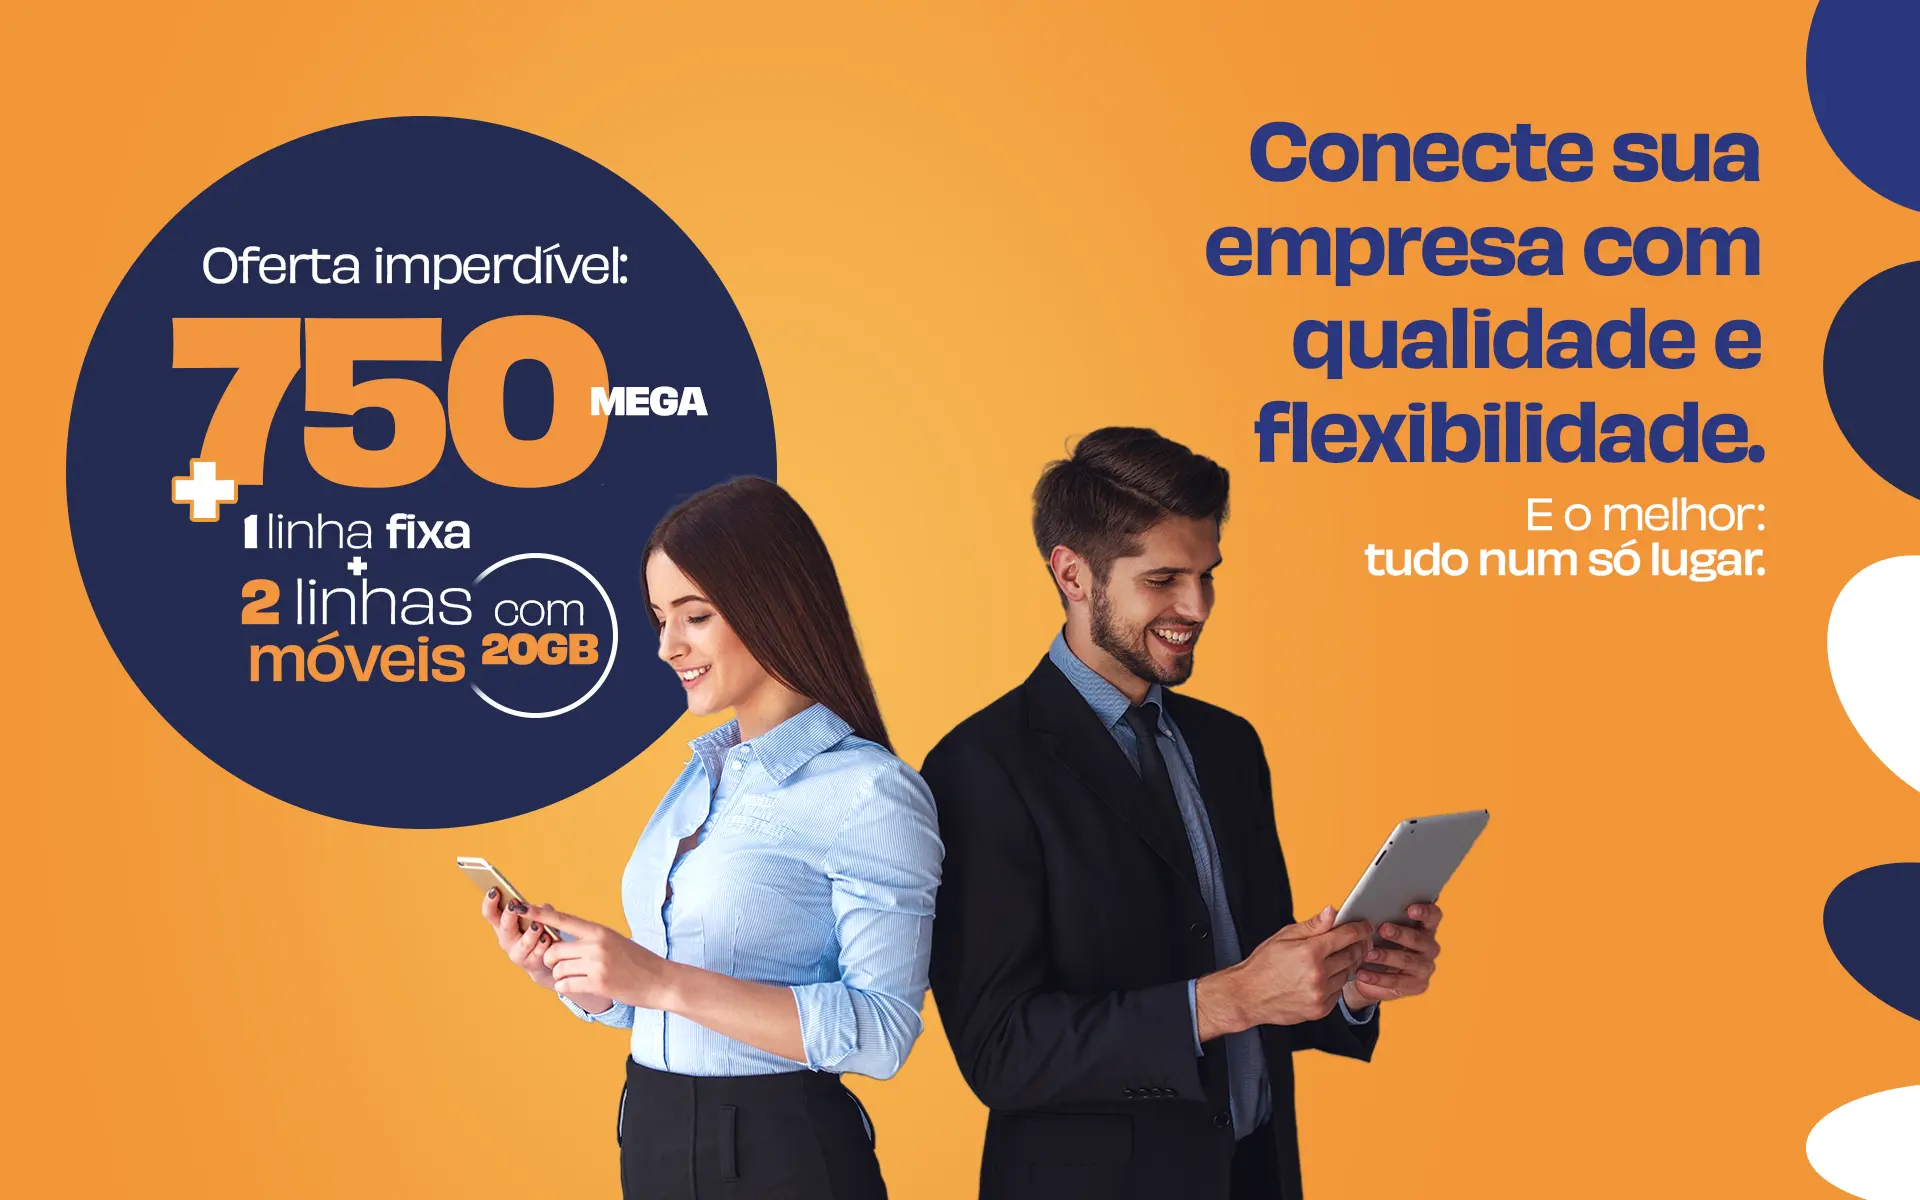 Oferta imperdível:
750 MEGA
+
1 linha fixa
+
2 linhas móveis
com 20GB
Conecte sua
empresa com
qualidade e
flexibilidade.
E o melhor:
tudo num só lugar.